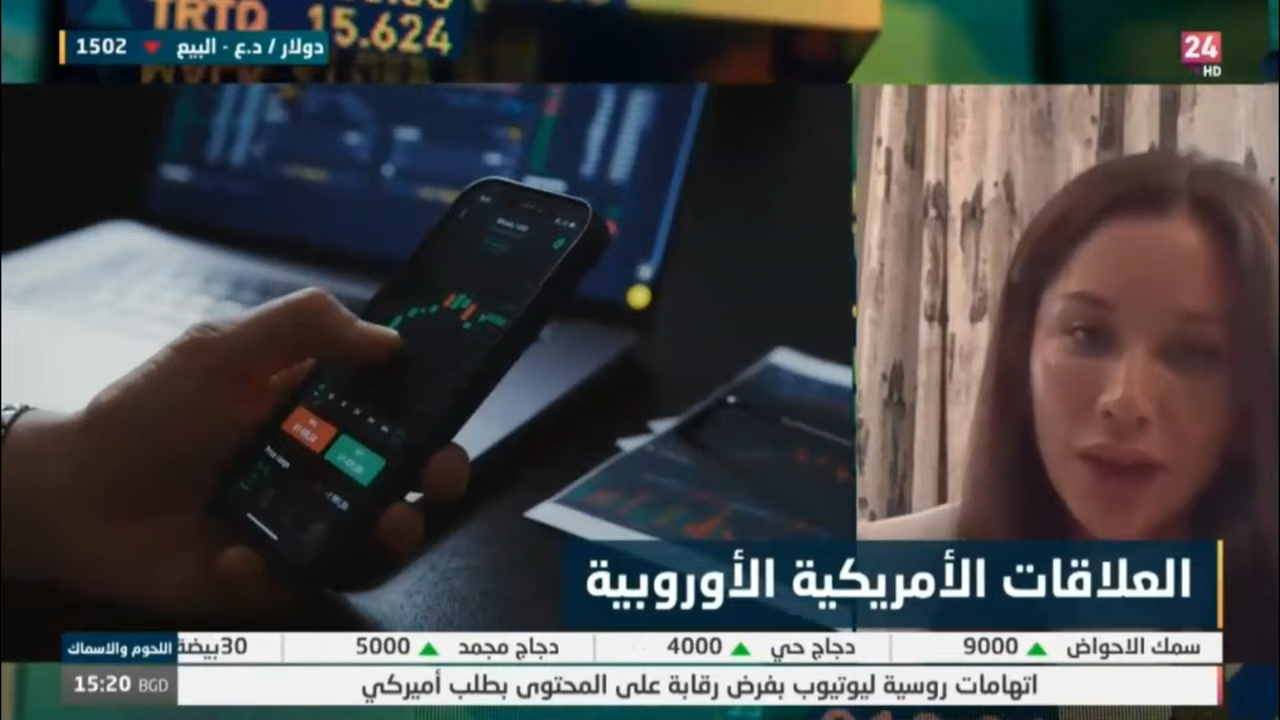 TRTD 15.624
دولار / د.ع - البيع ▼ 1502
24
HD
العلاقات الأمريكية الأوروبية
اللحوم والاسماك
سمك الاحواض ▲ 9000
دجاج حي ▲ 4000
دجاج مجمد ▲ 5000
30بيضة
15:20 BGD
اتهامات روسية ليوتيوب بفرض رقابة على المحتوى بطلب أميركي